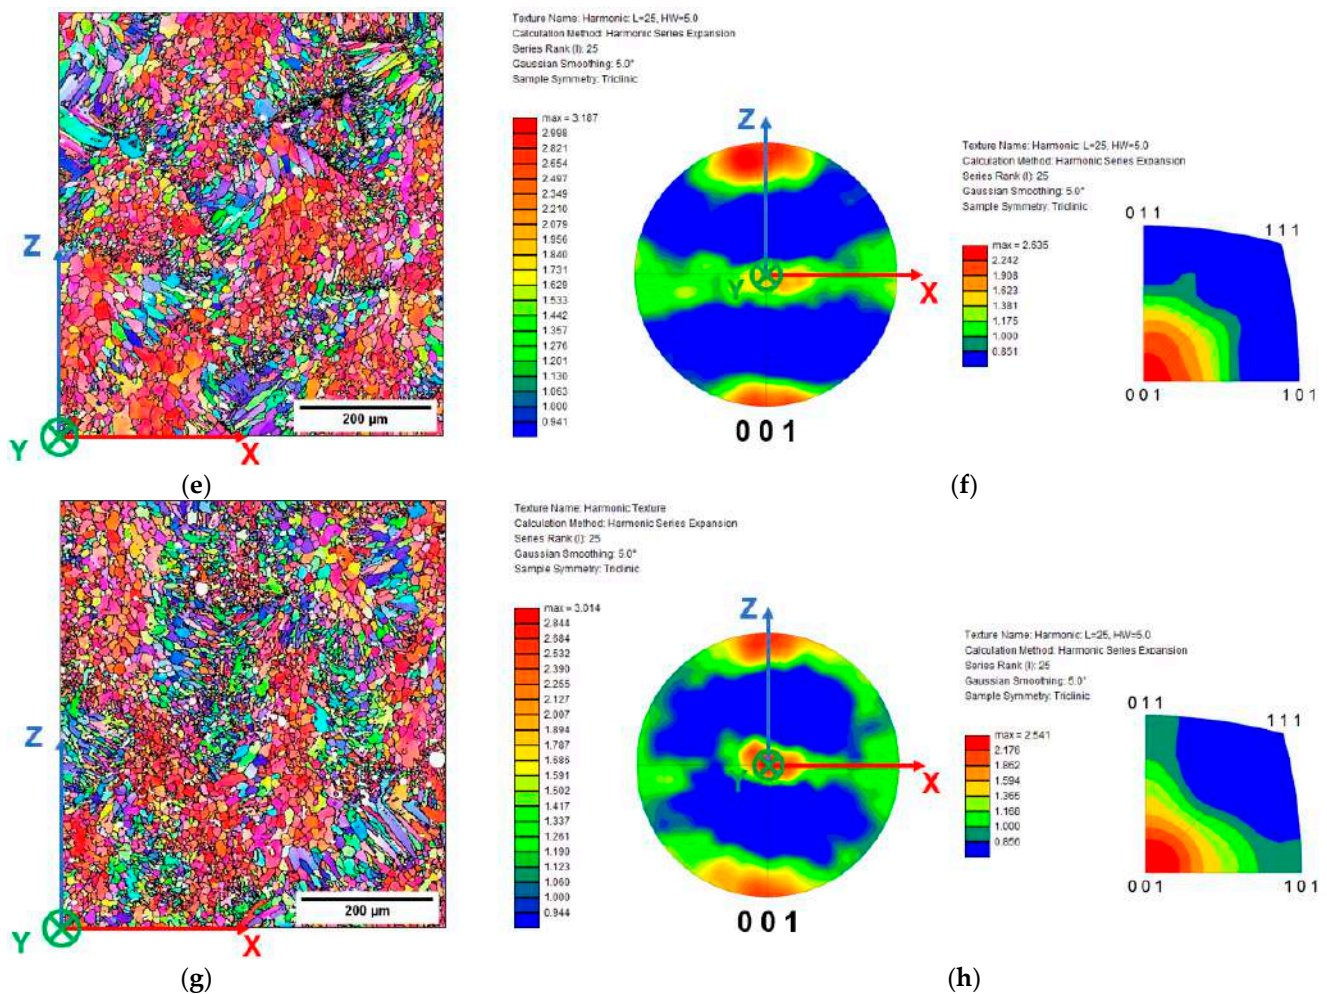 Texture Name: Harmonic: L=25, HW=5.0
Calculation Method: Harmonic Series Expansion
Series Rank (l): 25
Gaussian Smoothing: 5.0°
Sample Symmetry: Triclinic
max = 3.187
2.998
2.821
2.654
2.497
2.349
2.210
2.079
1.956
1.840
1.731
1.629
1.533
1.442
1.357
1.276
1.201
1.130
1.063
1.000
0.941
Z
Y
X
0 0 1
Texture Name: Harmonic: L=25, HW=5.0
Calculation Method: Harmonic Series Expansion
Series Rank (l): 25
Gaussian Smoothing: 5.0°
Sample Symmetry: Triclinic
max = 2.635
2.242
1.908
1.623
1.381
1.175
1.000
0.851
0 1 1
1 1 1
0 0 1
1 0 1
Z
200 µm
Y
X
(e)
(f)
Texture Name: Harmonic Texture
Calculation Method: Harmonic Series Expansion
Series Rank (l): 25
Gaussian Smoothing: 5.0°
Sample Symmetry: Triclinic
max = 3.014
2.844
2.684
2.532
2.390
2.255
2.127
2.007
1.894
1.787
1.686
1.591
1.502
1.417
1.337
1.261
1.190
1.123
1.060
1.000
0.944
Z
Y
X
0 0 1
Texture Name: Harmonic: L=25, HW=5.0
Calculation Method: Harmonic Series Expansion
Series Rank (l): 25
Gaussian Smoothing: 5.0°
Sample Symmetry: Triclinic
max = 2.541
2.176
1.862
1.594
1.365
1.168
1.000
0.856
0 1 1
1 1 1
0 0 1
1 0 1
Z
200 µm
Y
X
(g)
(h)